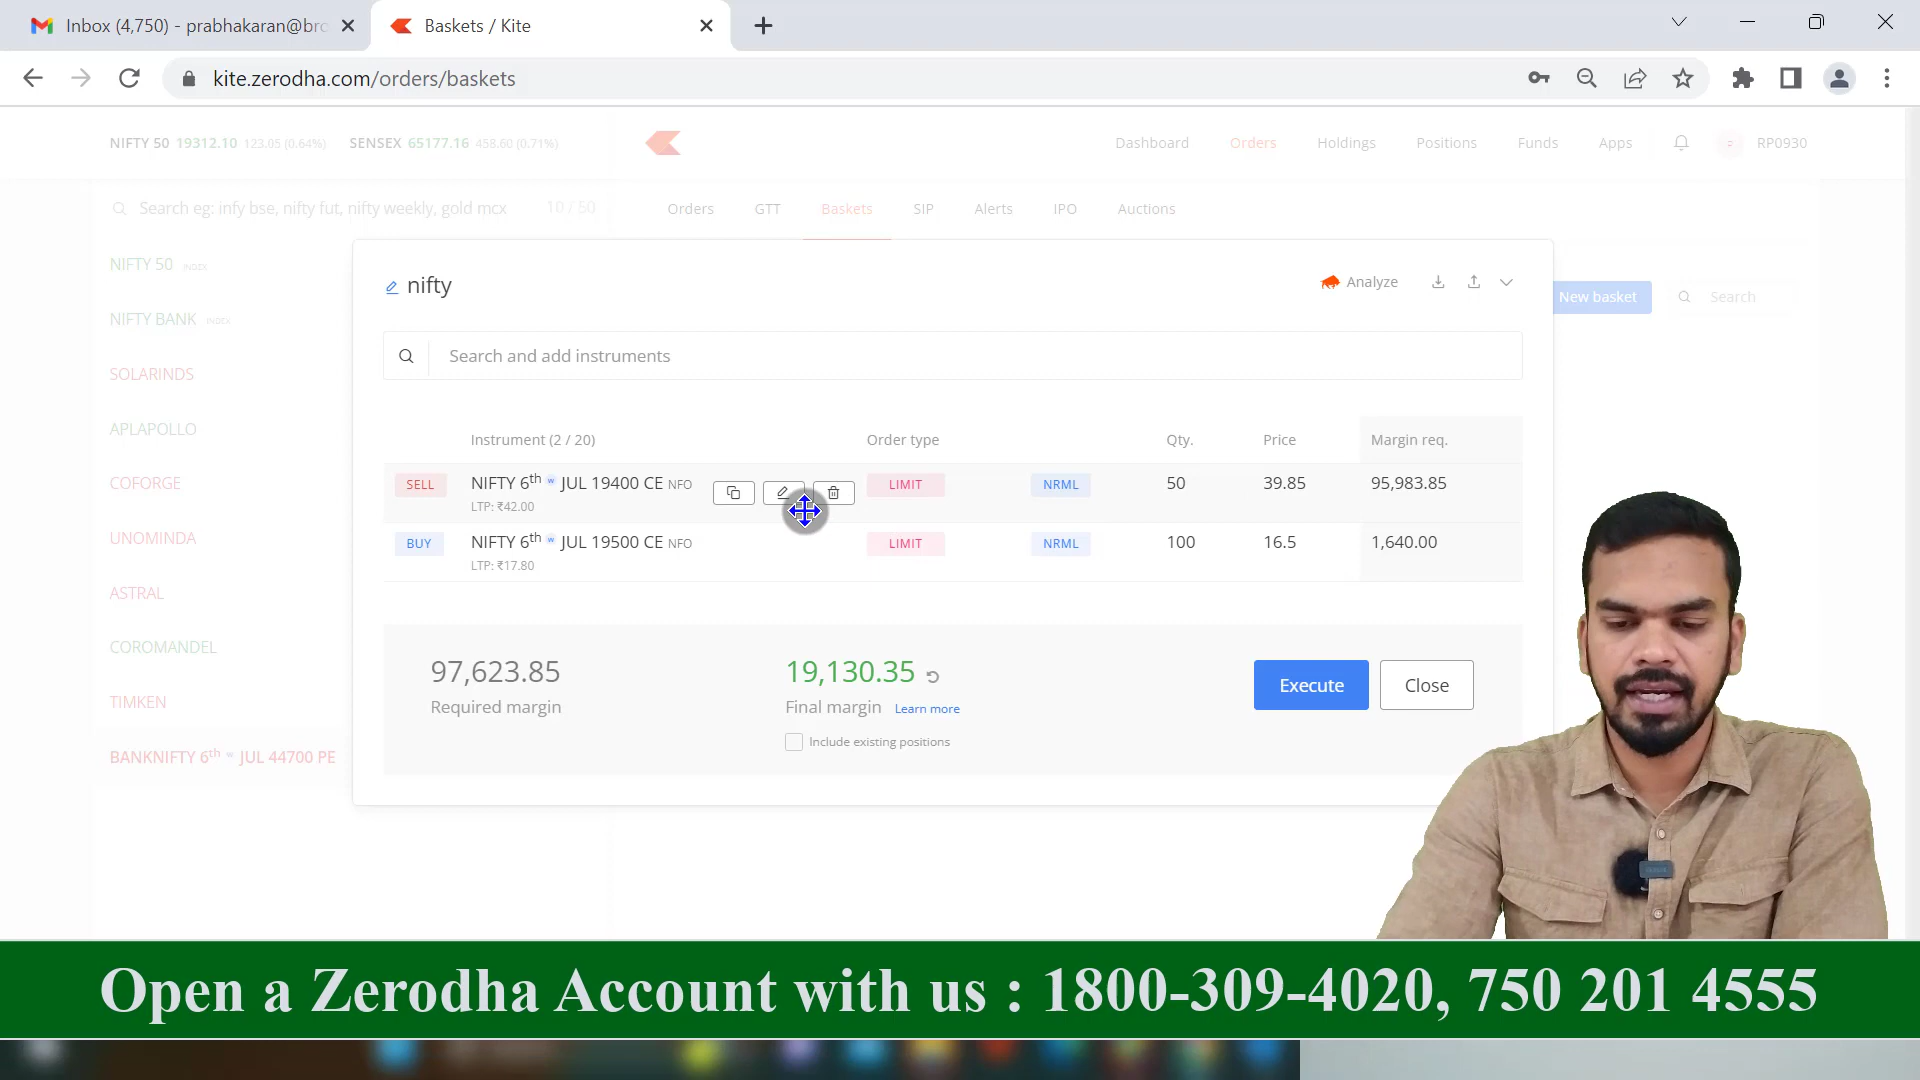 Inbox (4,750) - prabhakaran@bro
Baskets / Kite
kite.zerodha.com/orders/baskets
NIFTY 50 19312.10 123.05 (0.64%) SENSEX 65177.16 458.60 (0.71%)
Dashboard Orders Holdings Positions Funds Apps RP0930
Search eg: infy bse, nifty fut, nifty weekly, gold mcx 10 / 50
Orders GTT Baskets SIP Alerts IPO Auctions
NIFTY 50 INDEX
NIFTY BANK INDEX
SOLARINDS
APLAPOLLO
COFORGE
UNOMINDA
ASTRAL
COROMANDEL
TIMKEN
BANKNIFTY 6th w JUL 44700 PE
nifty
Analyze
New basket
Search
Search and add instruments
Instrument (2 / 20) Order type Qty. Price Margin req.
SELL NIFTY 6th w JUL 19400 CE NFO LIMIT NRML 50 39.85 95,983.85
LTP: ₹42.00
BUY NIFTY 6th w JUL 19500 CE NFO LIMIT NRML 100 16.5 1,640.00
LTP: ₹17.80
97,623.85 19,130.35
Required margin Final margin Learn more
Include existing positions
Execute Close
Open a Zerodha Account with us : 1800-309-4020, 750 201 4555